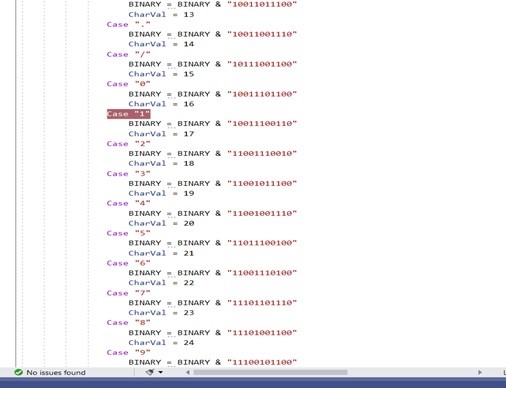 BINARY = BINARY & "10011011100"
CharVal = 13
Case "."
BINARY = BINARY & "10011001110"
CharVal = 14
Case "/"
BINARY = BINARY & "10111001100"
CharVal = 15
Case "0"
BINARY = BINARY & "10011101100"
CharVal = 16
Case "1"
BINARY = BINARY & "10011100110"
CharVal = 17
Case "2"
BINARY = BINARY & "11001110010"
CharVal = 18
Case "3"
BINARY = BINARY & "11001011100"
CharVal = 19
Case "4"
BINARY = BINARY & "11001001110"
CharVal = 20
Case "5"
BINARY = BINARY & "11011100100"
CharVal = 21
Case "6"
BINARY = BINARY & "11001110100"
CharVal = 22
Case "7"
BINARY = BINARY & "11101101110"
CharVal = 23
Case "8"
BINARY = BINARY & "11101001100"
CharVal = 24
Case "9"
BINARY = BINARY & "11100101100"
No issues found